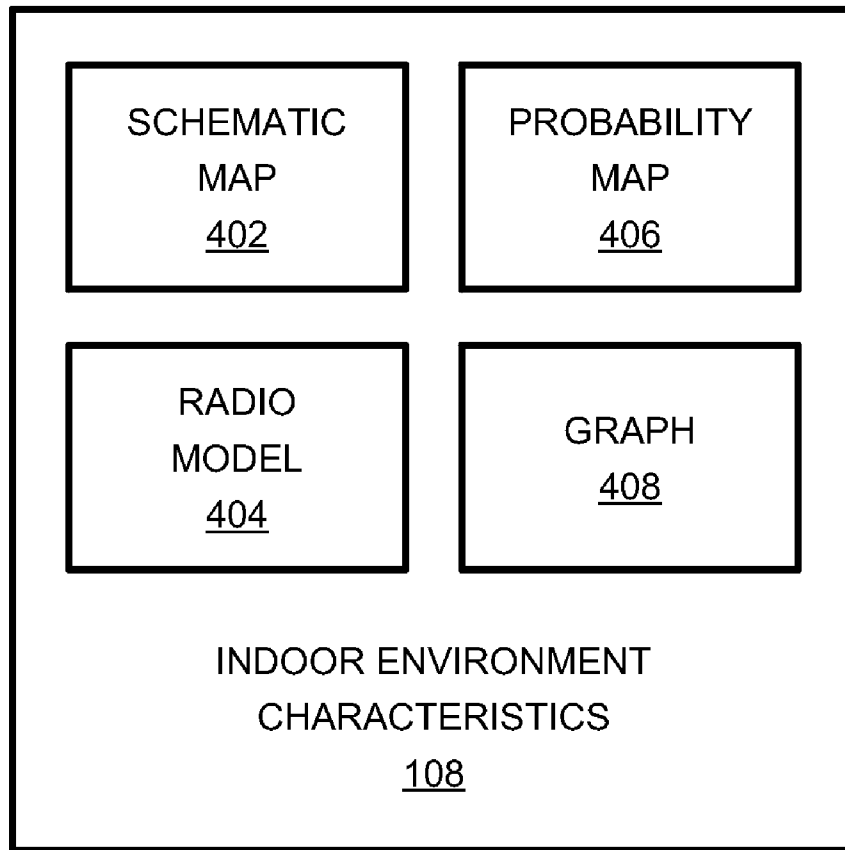 SCHEMATIC
MAP
402
PROBABILITY
MAP
406
RADIO
MODEL
404
GRAPH
408
INDOOR ENVIRONMENT
CHARACTERISTICS
108